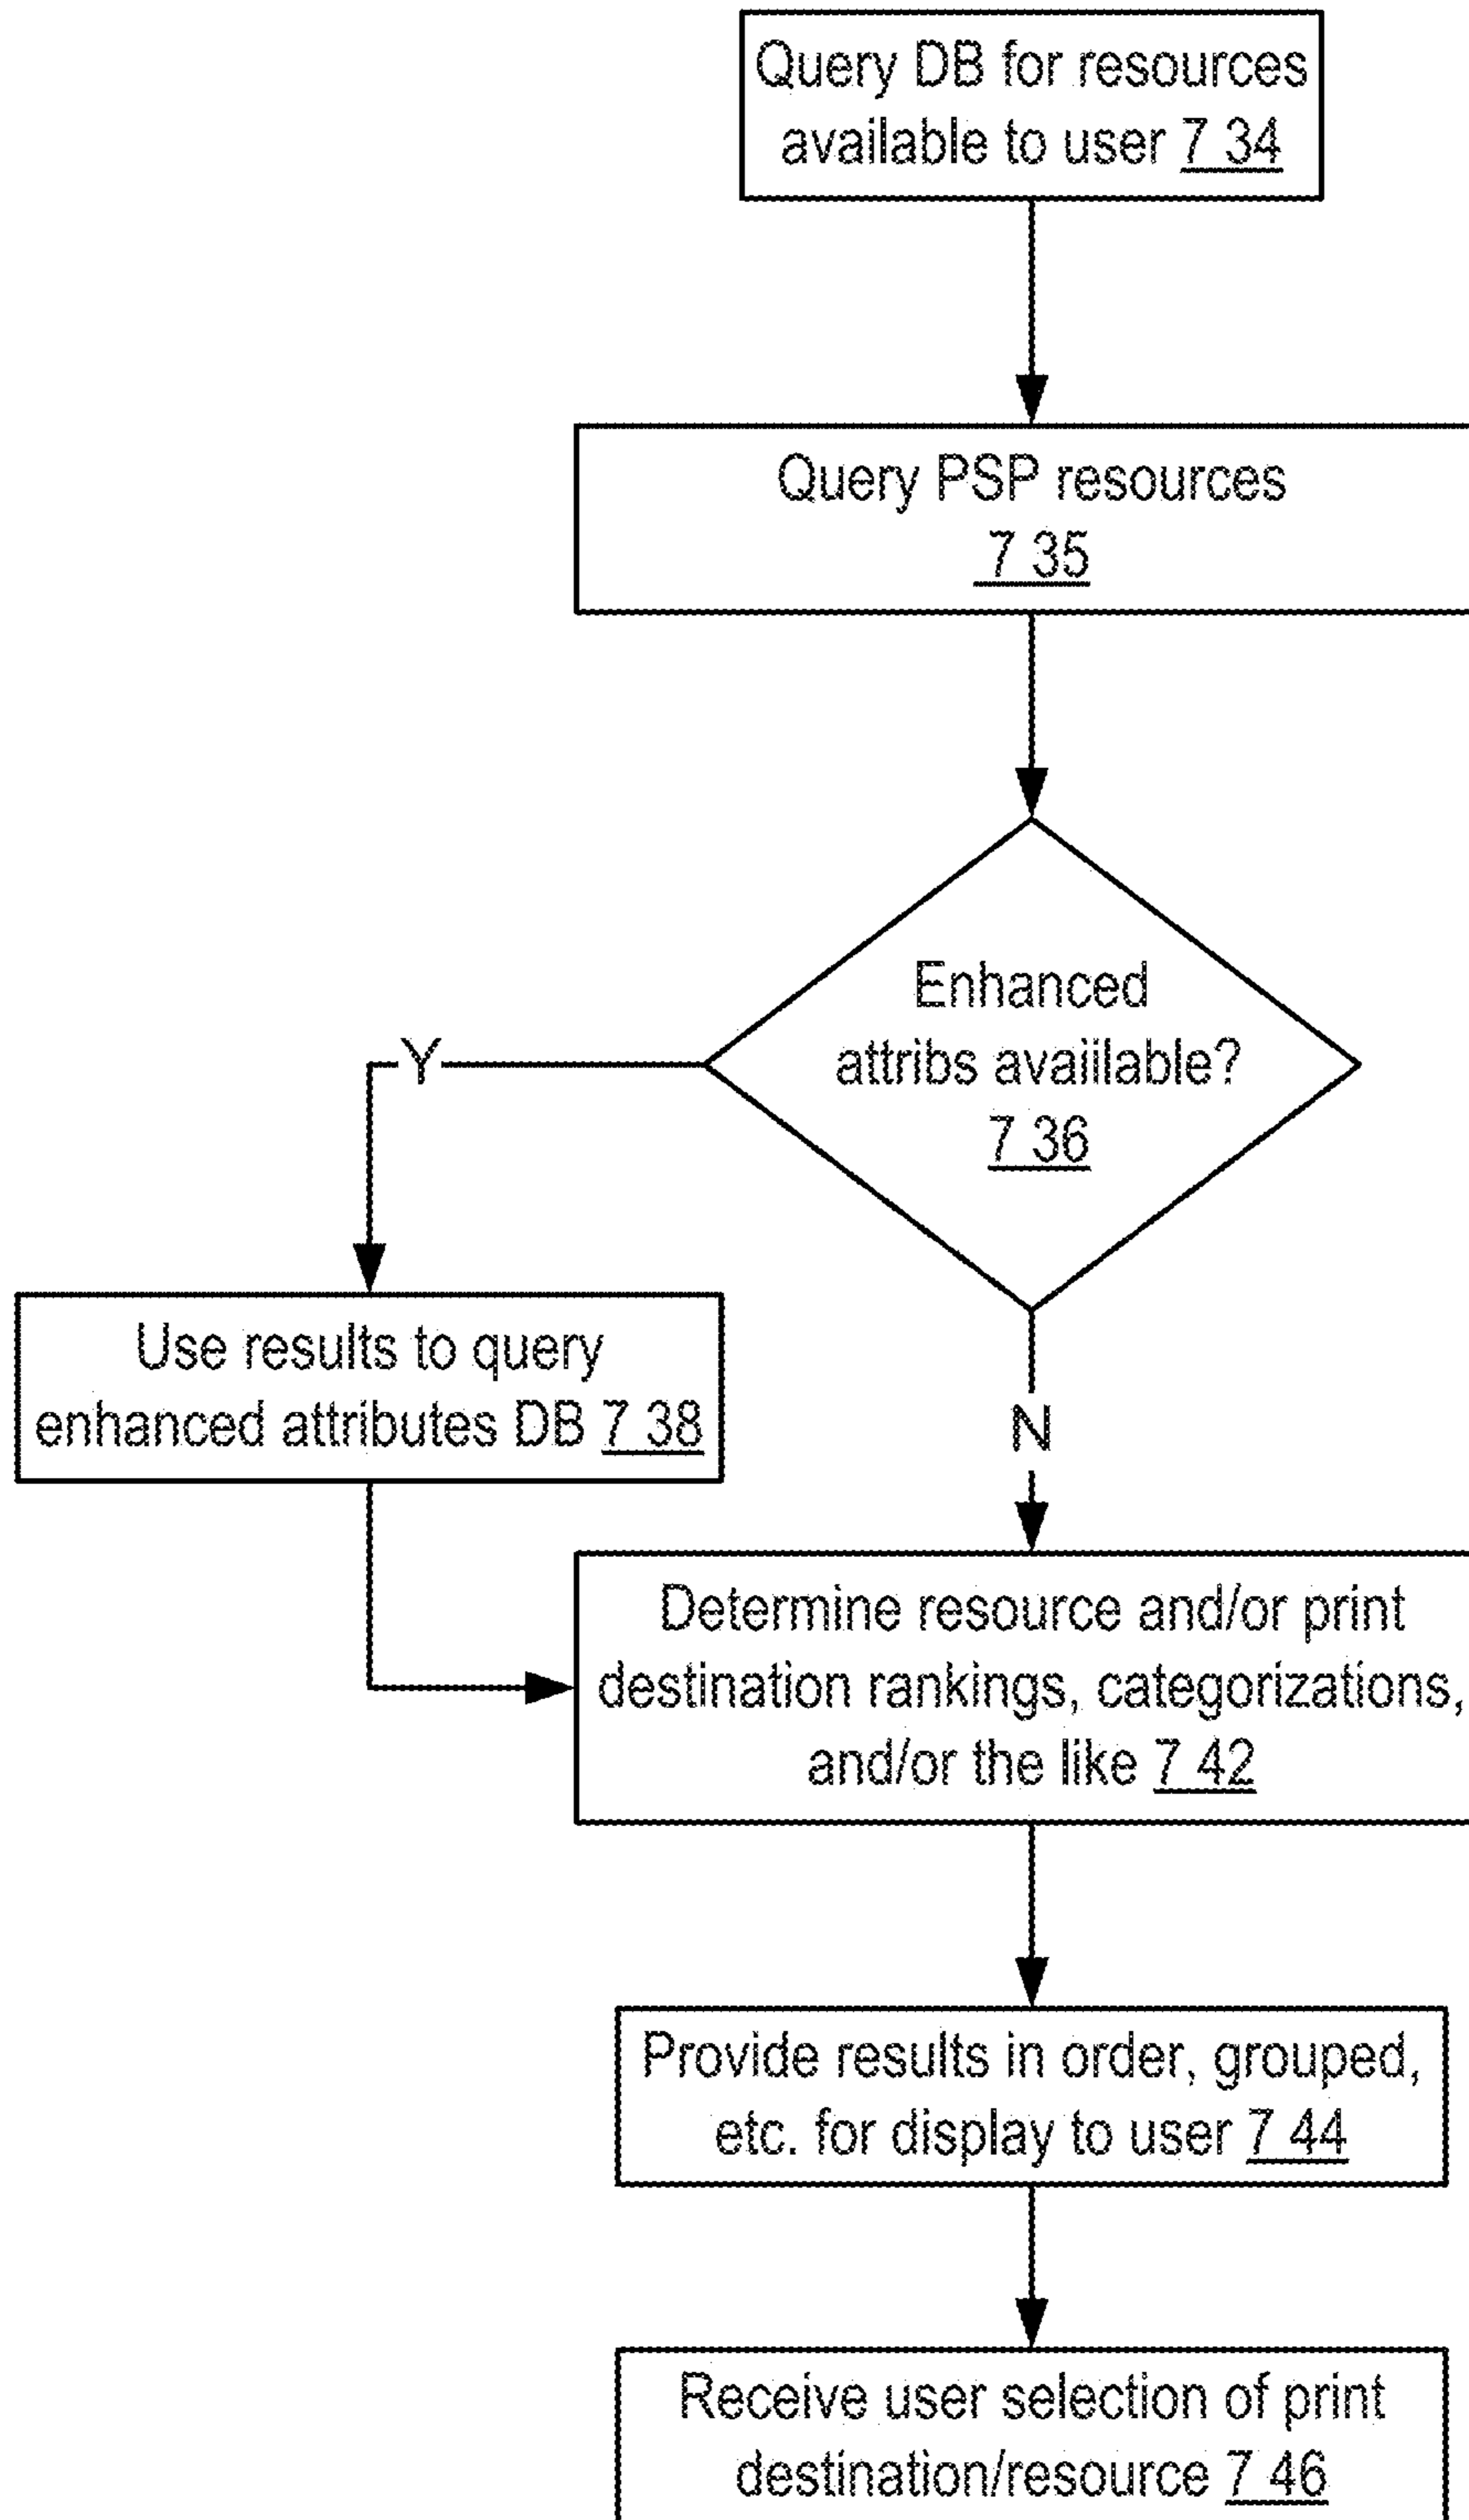 Query DB for resources
available to user 7 34
Query PSP resources
7 35
Enhanced
attribs avaiilable?
7 36
Y
Use results to query
enhanced attributes DB 7 38
N
Determine resource and/or print
destination rankings, categorizations,
and/or the like 7 42
Provide results in order, grouped,
etc. for display to user 7 44
Receive user selection of print
destination/resource 7 46